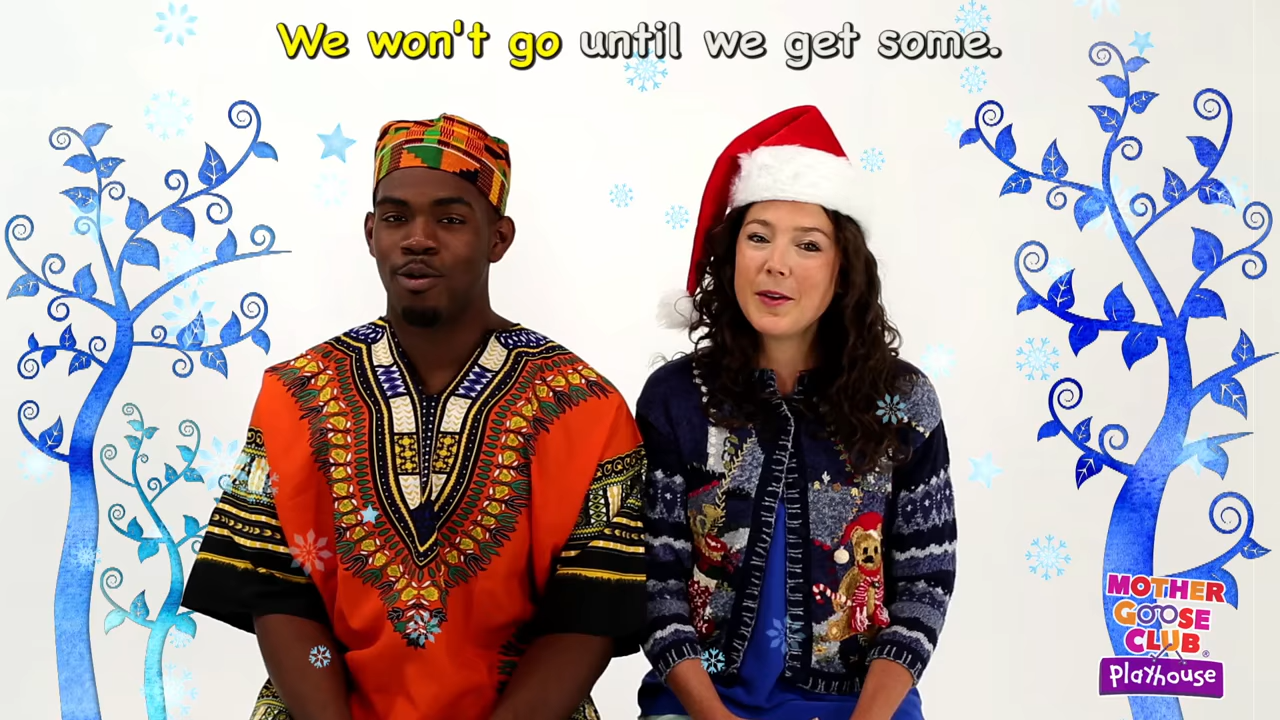 We won't go until we get some.
MOTHER
GOOSE
CLUB®
Playhouse